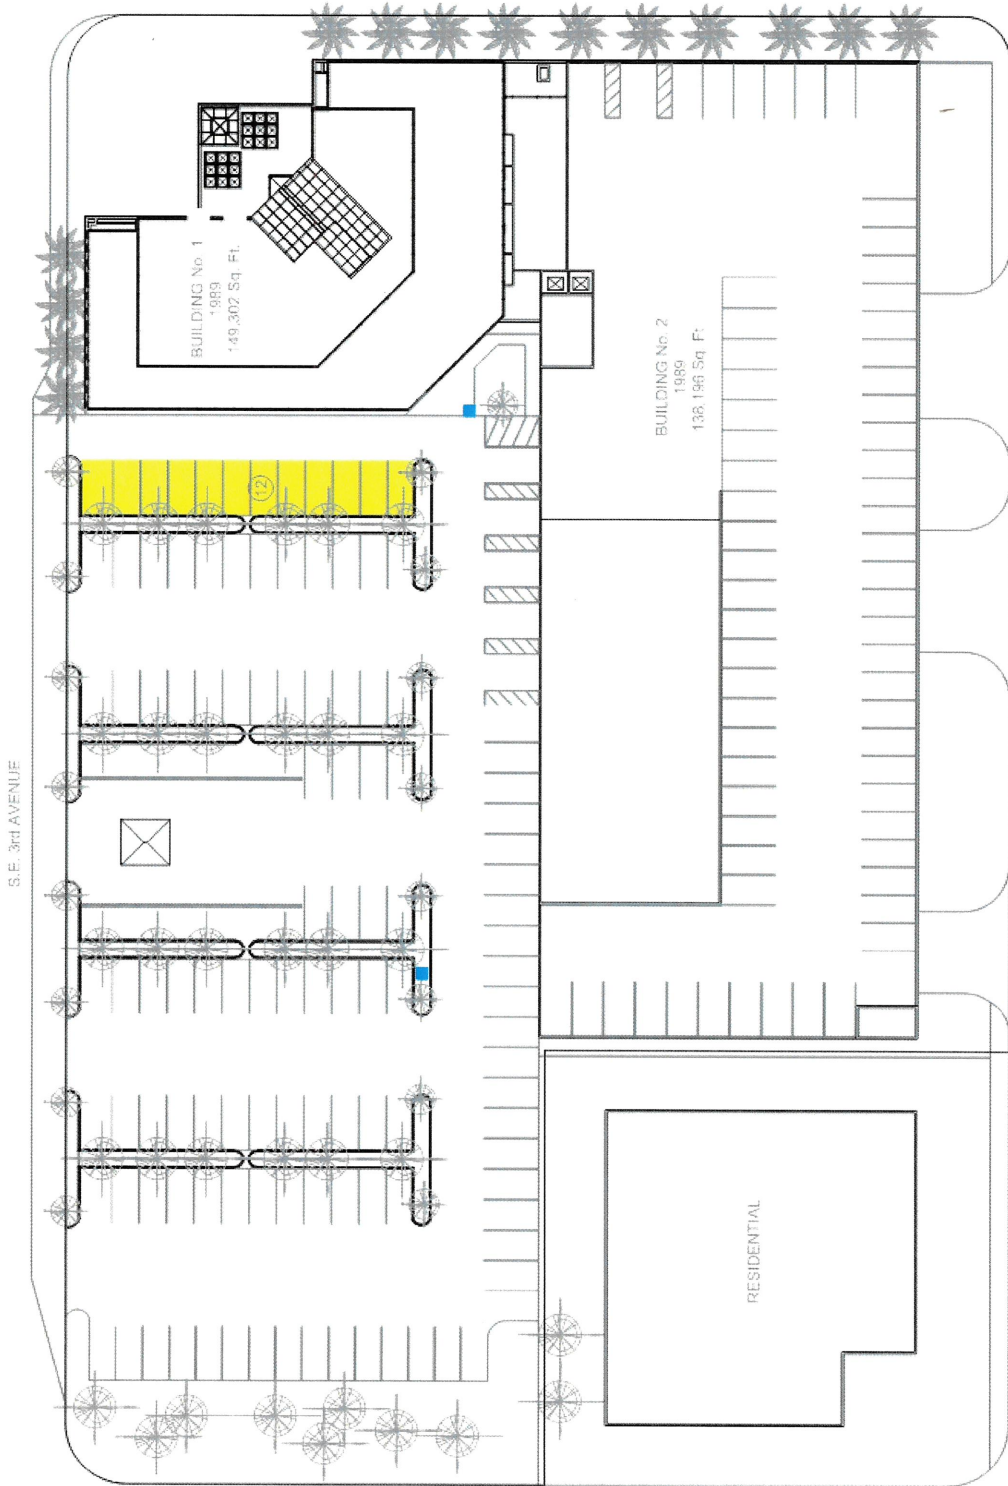 BUILDING No. 1
1989
149,302 Sq. Ft.
BUILDING No. 2
1989
138,196 Sq. Ft.
12
S.E. 3rd AVENUE
RESIDENTIAL